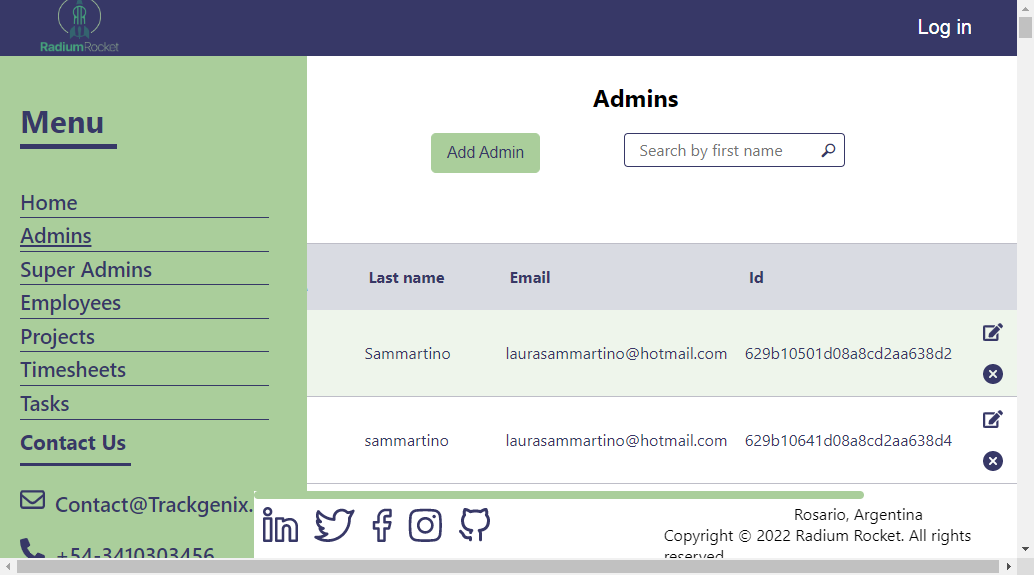 RadiumRocket
Log in
Menu
Home
Admins
Super Admins
Employees
Projects
Timesheets
Tasks
Contact Us
Contact@Trackgenix.
+54-3410303456
Admins
Add Admin
Search by first name
Last name Email Id
Sammartino laurasammartino@hotmail.com 629b10501d08a8cd2aa638d2
sammartino laurasammartino@hotmail.com 629b10641d08a8cd2aa638d4
Rosario, Argentina
Copyright © 2022 Radium Rocket. All rights
reserved